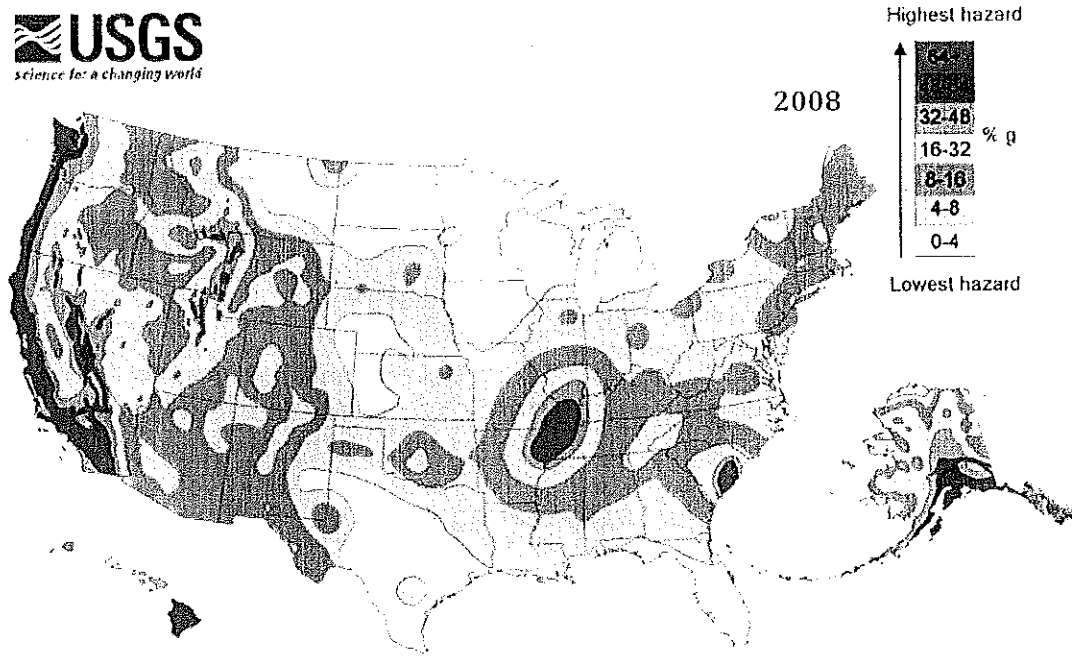 USGS
science for a changing world
2008
Highest hazard
64+
32-48
% g
16-32
8-16
4-8
0-4
Lowest hazard